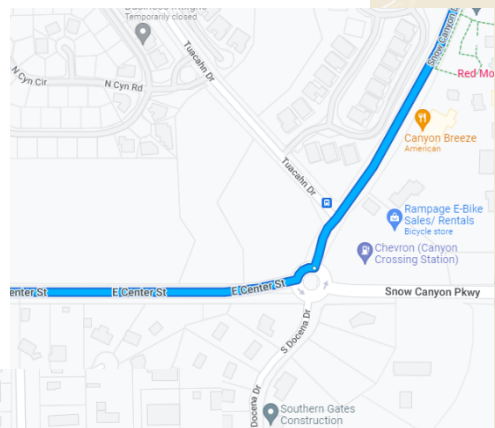 Temporarily closed
Snow Canyon
Tuacahn Dr
N Cyn Cir
N Cyn Rd
Red Mo
Canyon Breeze
American
Tuacahn Dr
Rampage E-Bike
Sales/ Rentals
Bicycle store
Chevron (Canyon
Crossing Station)
enter St
E Center St
E Center St
Snow Canyon Pkwy
S Docena Dr
Docena Dr
Southern Gates
Construction